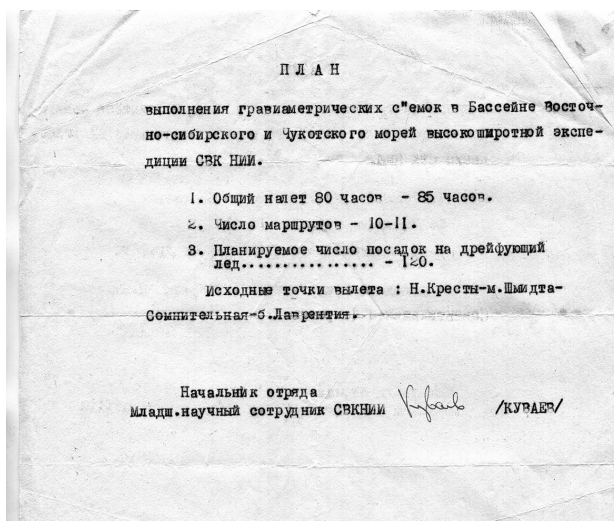 П Л А Н
выполнения гравиаметрических с"емок в Бассейне Восточ-
но-сибирского и Чукотского морей высокоширотной экспе-
диции СВК НИИ.
1. Общий налет 80 часов - 85 часов.
2. Число маршрутов - 10-11.
3. Планируемое число посадок на дрейфующий
лед................ - 120.
Исходные точки вылета : Н.Кресты-м.Шмидта-
Сомнительная-б.Лаврентия.
Начальник отряда
Младш.научный сотрудник СВКНИИ Куваев /КУВАЕВ/